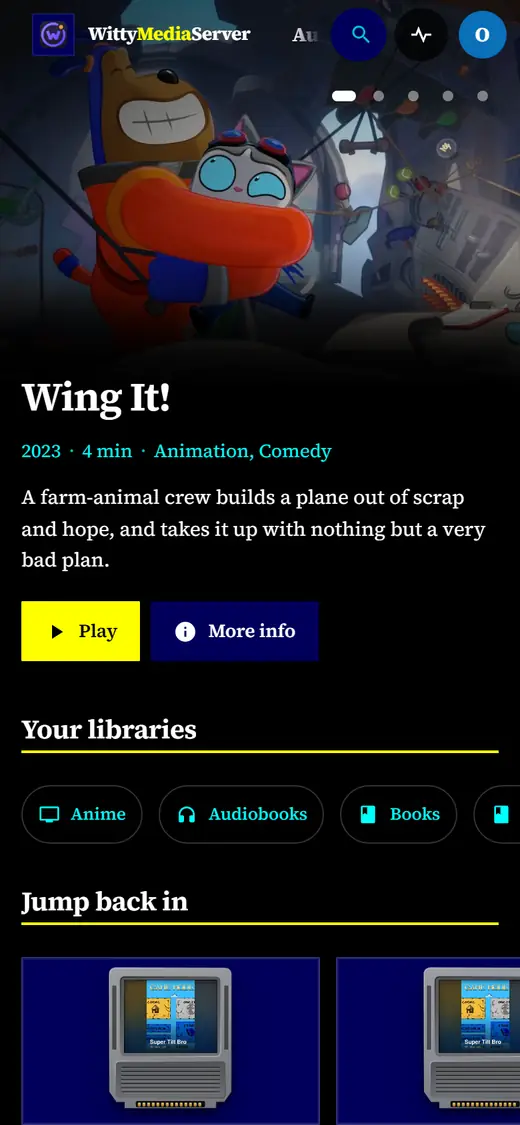 WittyMediaServer
Au
O
Wing It!
2023 · 4 min · Animation, Comedy
A farm-animal crew builds a plane out of scrap
and hope, and takes it up with nothing but a very
bad plan.
Play
More info
Your libraries
Anime
Audiobooks
Books
Jump back in
Super Tilt Bro
Super Tilt Bro